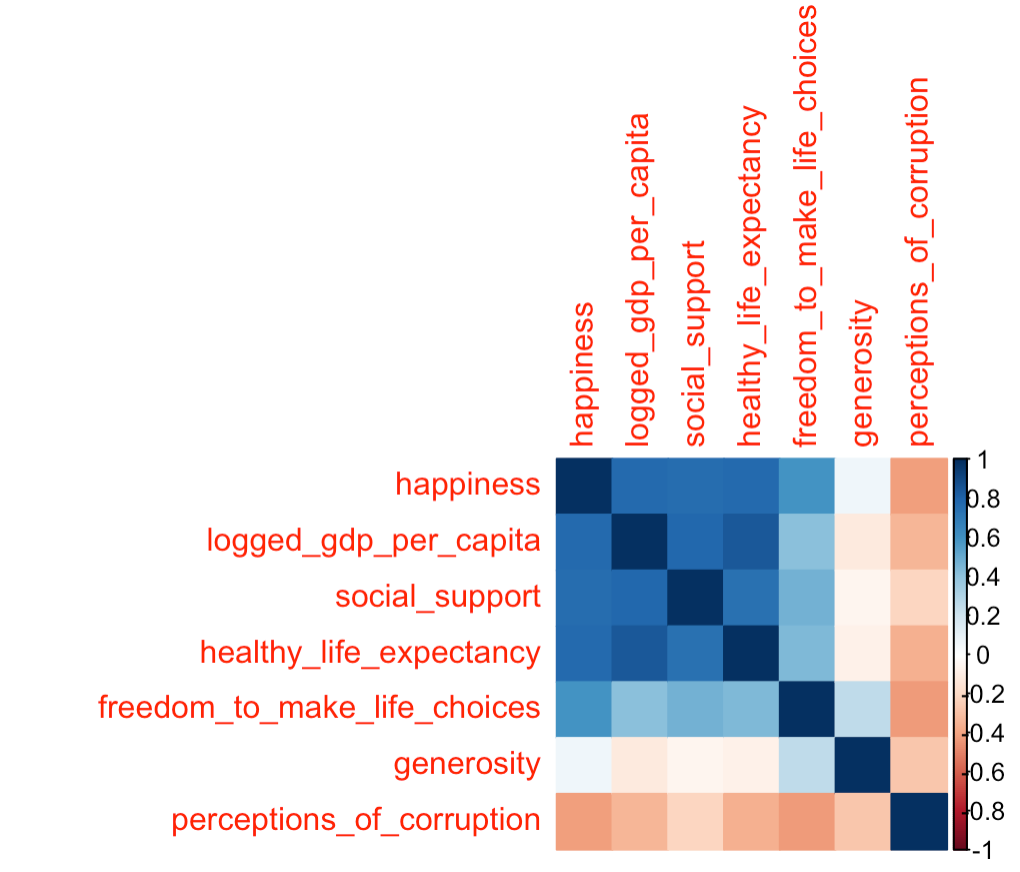 happiness
logged_gdp_per_capita
social_support
healthy_life_expectancy
freedom_to_make_life_choices
generosity
perceptions_of_corruption
happiness
logged_gdp_per_capita
social_support
healthy_life_expectancy
freedom_to_make_life_choices
generosity
perceptions_of_corruption
1
0.8
0.6
0.4
0.2
0
-0.2
-0.4
-0.6
-0.8
-1